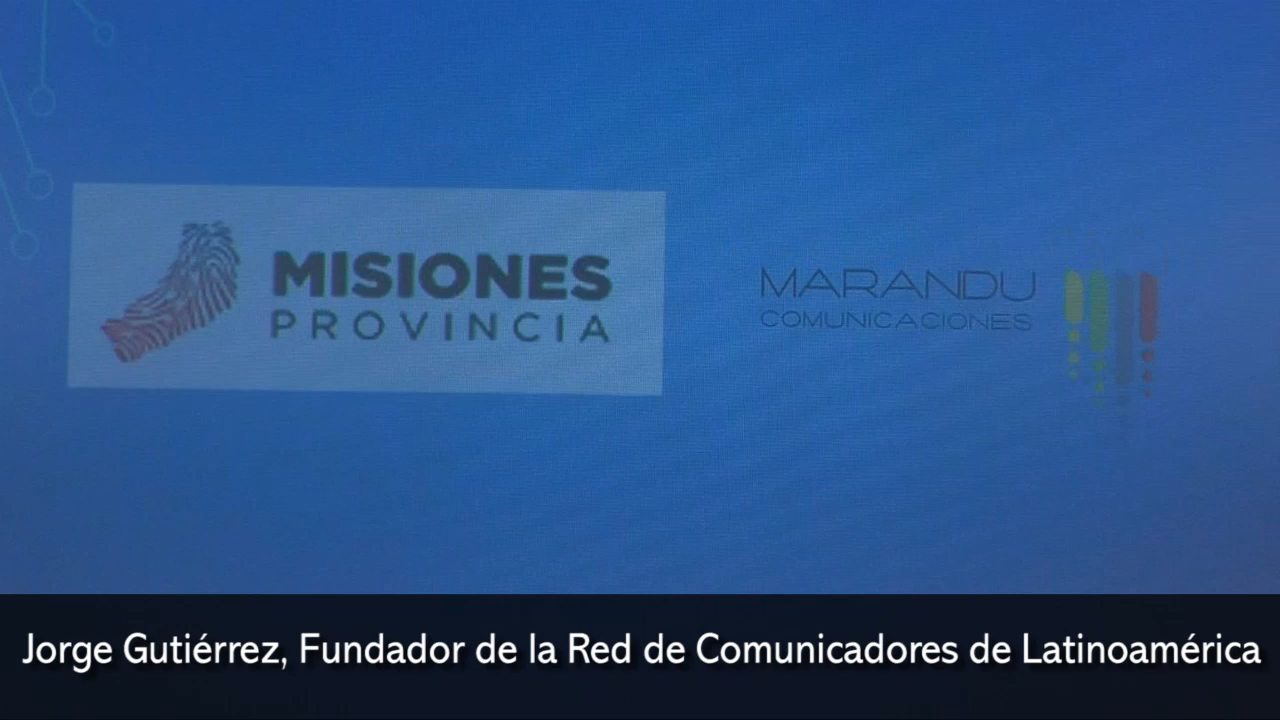 MISIONES
PROVINCIA
MARANDU
COMUNICACIONES
Jorge Gutiérrez, Fundador de la Red de Comunicadores de Latinoamérica